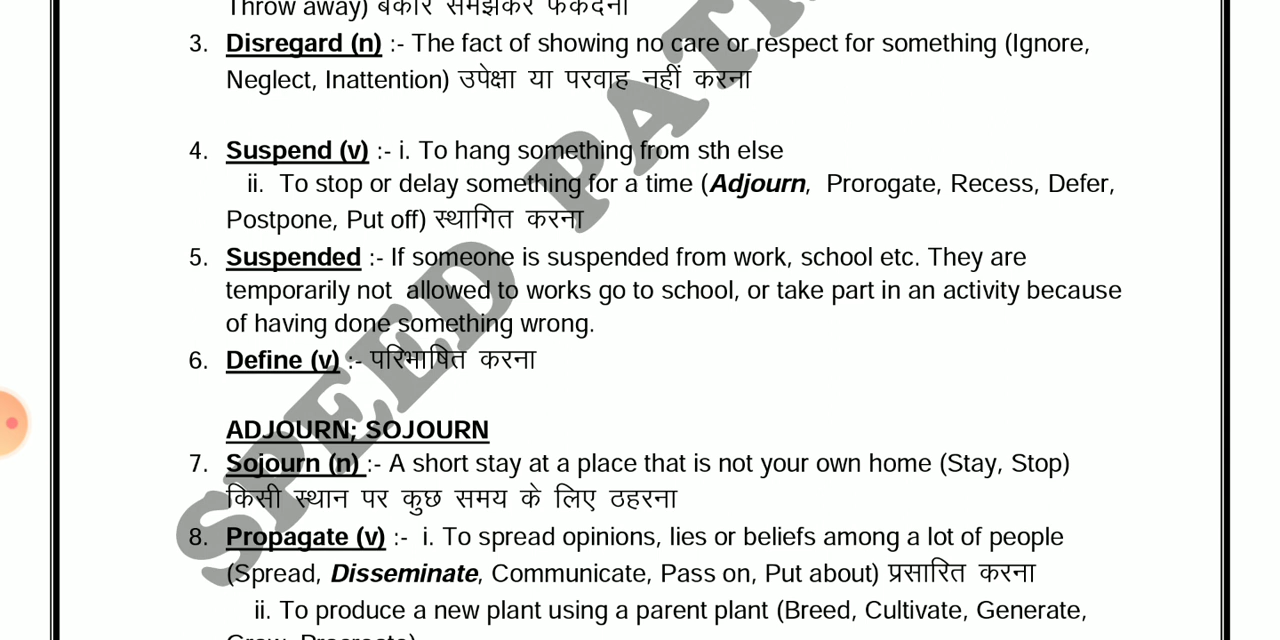 Throw away) बेकार समझकर फेंकदेना
3. Disregard (n) :- The fact of showing no care or respect for something (Ignore,
Neglect, Inattention) उपेक्षा या परवाह नहीं करना
4. Suspend (v) :- i. To hang something from sth else
ii. To stop or delay something for a time (Adjourn, Prorogate, Recess, Defer,
Postpone, Put off) स्थागित करना
5. Suspended :- If someone is suspended from work, school etc. They are
temporarily not allowed to works go to school, or take part in an activity because
of having done something wrong.
6. Define (v) :- परिभाषित करना
ADJOURN; SOJOURN
7. Sojourn (n) :- A short stay at a place that is not your own home (Stay, Stop)
किसी स्थान पर कुछ समय के लिए ठहरना
8. Propagate (v) :- i. To spread opinions, lies or beliefs among a lot of people
(Spread, Disseminate, Communicate, Pass on, Put about) प्रसारित करना
ii. To produce a new plant using a parent plant (Breed, Cultivate, Generate,
Grow, Procreate)
SPEED